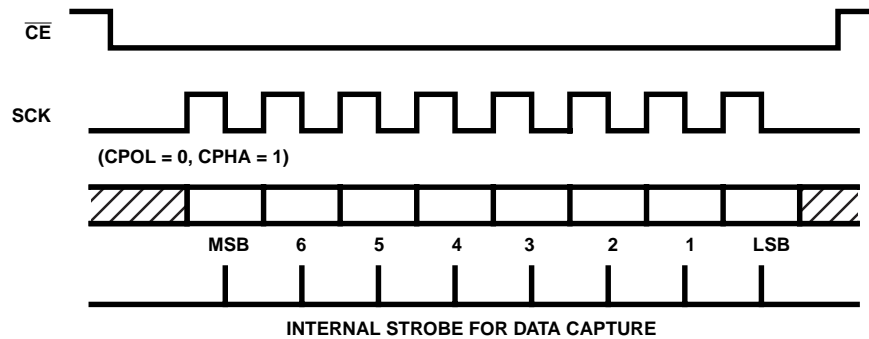 CE
SCK
(CPOL = 0, CPHA = 1)
MSB 6 5 4 3 2 1 LSB
INTERNAL STROBE FOR DATA CAPTURE